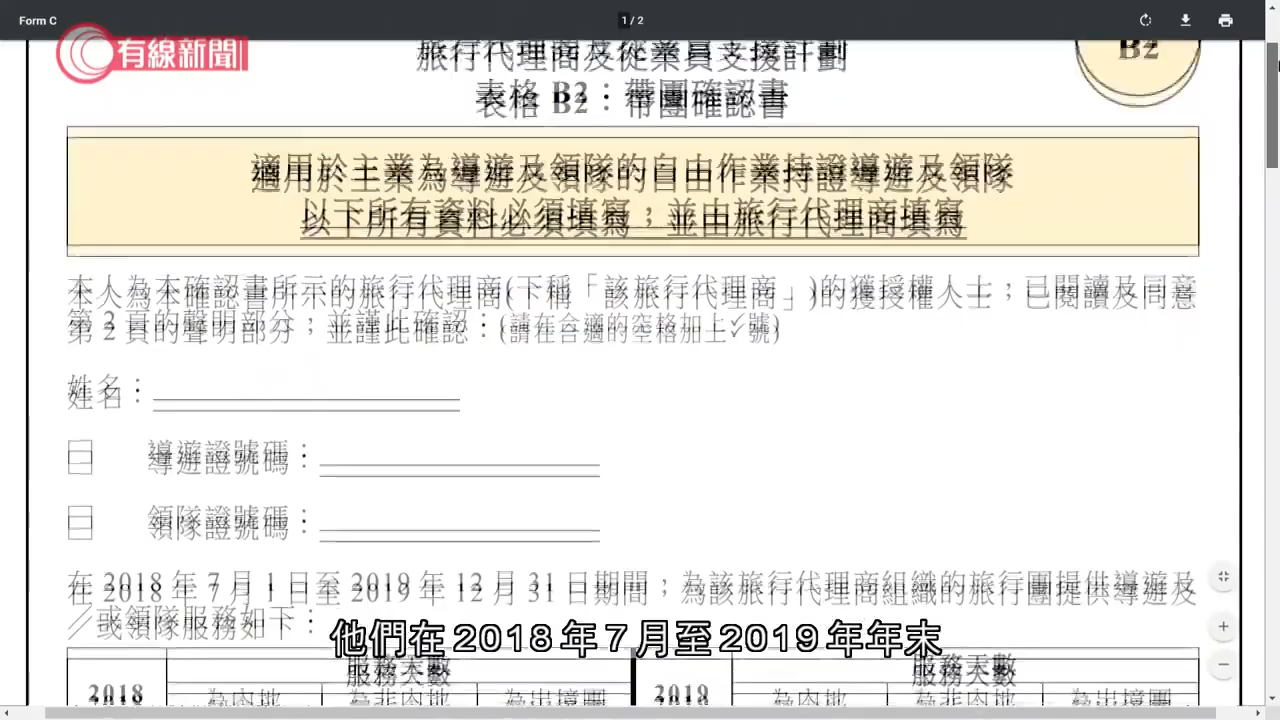 Form C
1 / 2
有線新聞
旅行代理商及從業員支援計劃
B2
表格 B2：帶團確認書
適用於主業為導遊及領隊的自由作業持證導遊及領隊
以下所有資料必須填寫，並由旅行代理商填寫
本人為本確認書所示的旅行代理商(下稱「該旅行代理商」)的獲授權人士，已閱讀及同意
第 2 頁的聲明部分，並謹此確認：(請在合適的空格加上✓號)
姓名：
導遊證號碼：
領隊證號碼：
在 2018 年 7 月 1 日至 2019 年 12 月 31 日期間，為該旅行代理商組織的旅行團提供導遊及
/或領隊服務如下：
他們在2018年7月至2019年年末
服務天數 服務天數
2018 為內地 為非內地 為出境團 2019 為內地 為非內地 為出境團